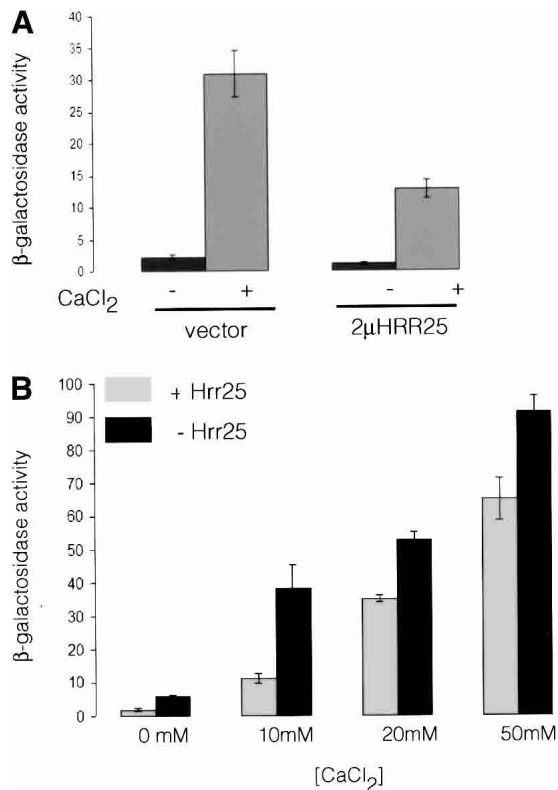 A
β-galactosidase activity
40
35
30
25
20
15
10
5
0
CaCl₂ - + - +
vector 2μHRR25
B
β-galactosidase activity
100
90
80
70
60
50
40
30
20
10
0
+ Hrr25
- Hrr25
0 mM 10mM 20mM 50mM
[CaCl₂]